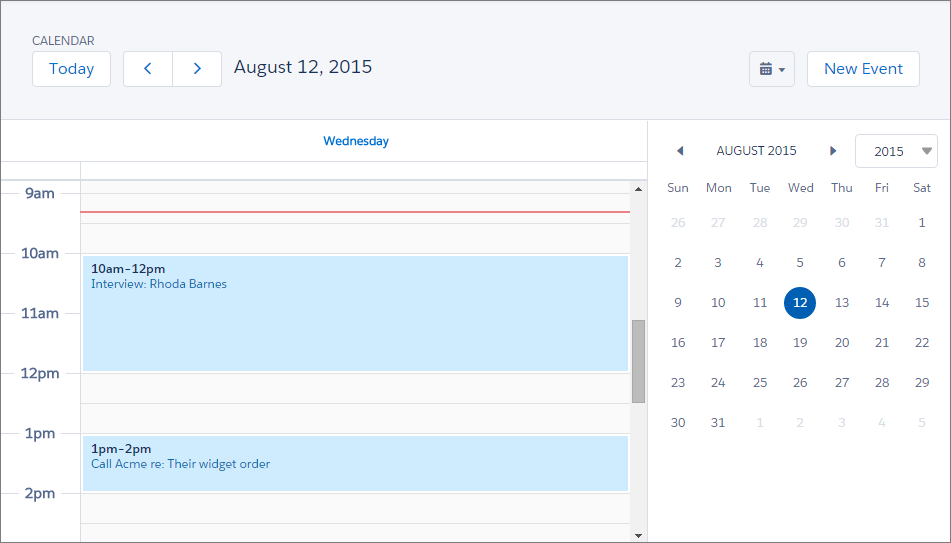 CALENDAR
Today
August 12, 2015
New Event
Wednesday
9am
10am
10am–12pm
Interview: Rhoda Barnes
11am
12pm
1pm
1pm–2pm
Call Acme re: Their widget order
2pm
AUGUST 2015
2015
Sun Mon Tue Wed Thu Fri Sat
26 27 28 29 30 31 1
2 3 4 5 6 7 8
9 10 11 12 13 14 15
16 17 18 19 20 21 22
23 24 25 26 27 28 29
30 31 1 2 3 4 5